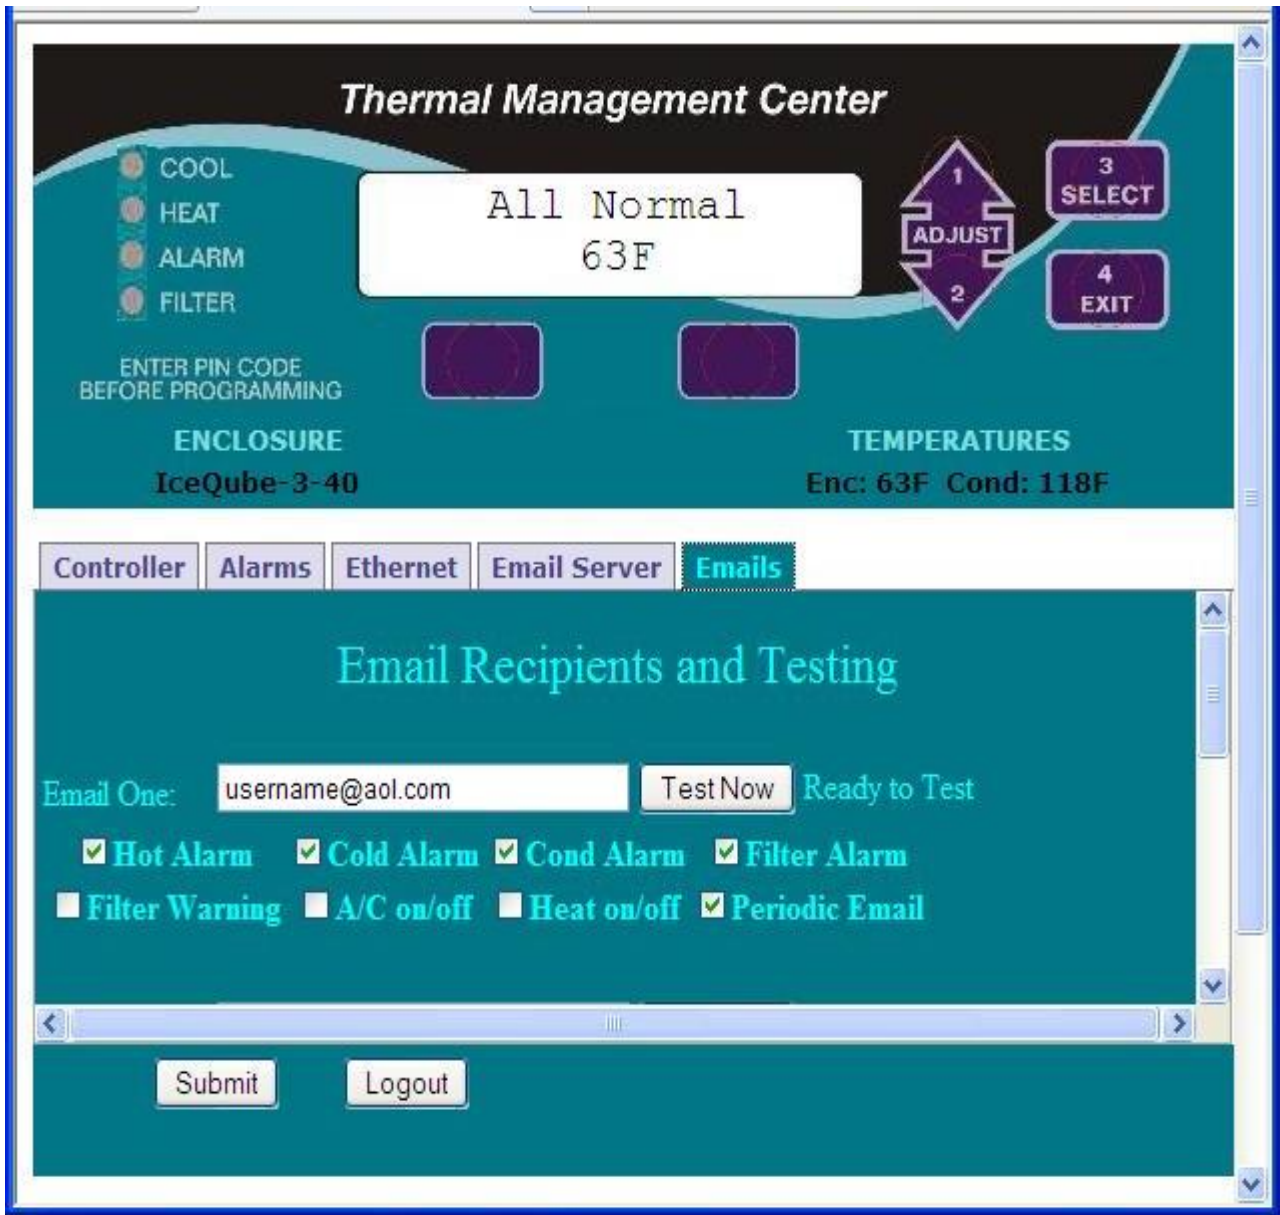 Thermal Management Center
COOL
HEAT
ALARM
FILTER
All Normal
63F
1
ADJUST
2
3
SELECT
4
EXIT
ENTER PIN CODE
BEFORE PROGRAMMING
ENCLOSURE
IceQube-3-40
TEMPERATURES
Enc: 63F Cond: 118F
Controller Alarms Ethernet Email Server Emails
Email Recipients and Testing
Email One: username@aol.com Test Now Ready to Test
Hot Alarm Cold Alarm Cond Alarm Filter Alarm
Filter Warning A/C on/off Heat on/off Periodic Email
Submit Logout